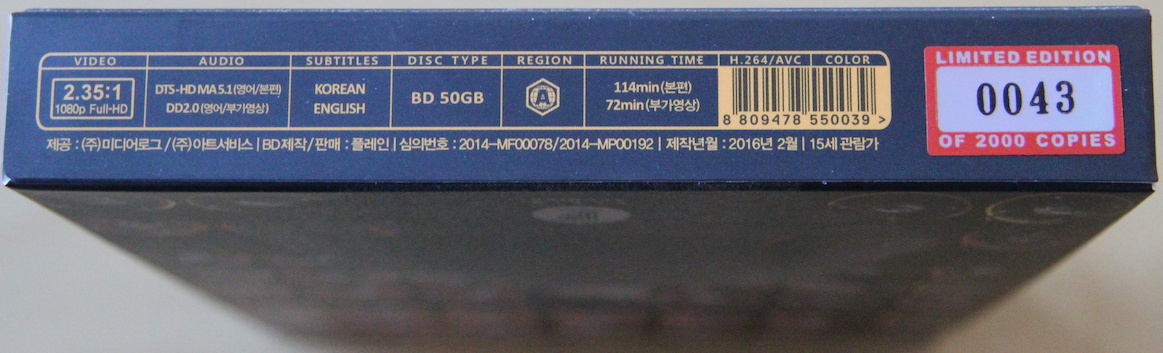 VIDEO AUDIO SUBTITLES DISC TYPE REGION RUNNING TIME H.264/AVC COLOR
2.35:1
1080p Full-HD
DTS-HD MA 5.1(영어/본편)
DD2.0(영어/부가영상)
KOREAN
ENGLISH
BD 50GB
A
114min(본편)
72min(부가영상)
8 809478 550039 >
제공 : (주)미디어로그/(주)아트서비스 | BD제작/판매 : 플레인 | 심의번호 : 2014-MF00078/2014-MP00192 | 제작년월 : 2016년 2월 | 15세 관람가
LIMITED EDITION
0043
OF 2000 COPIES